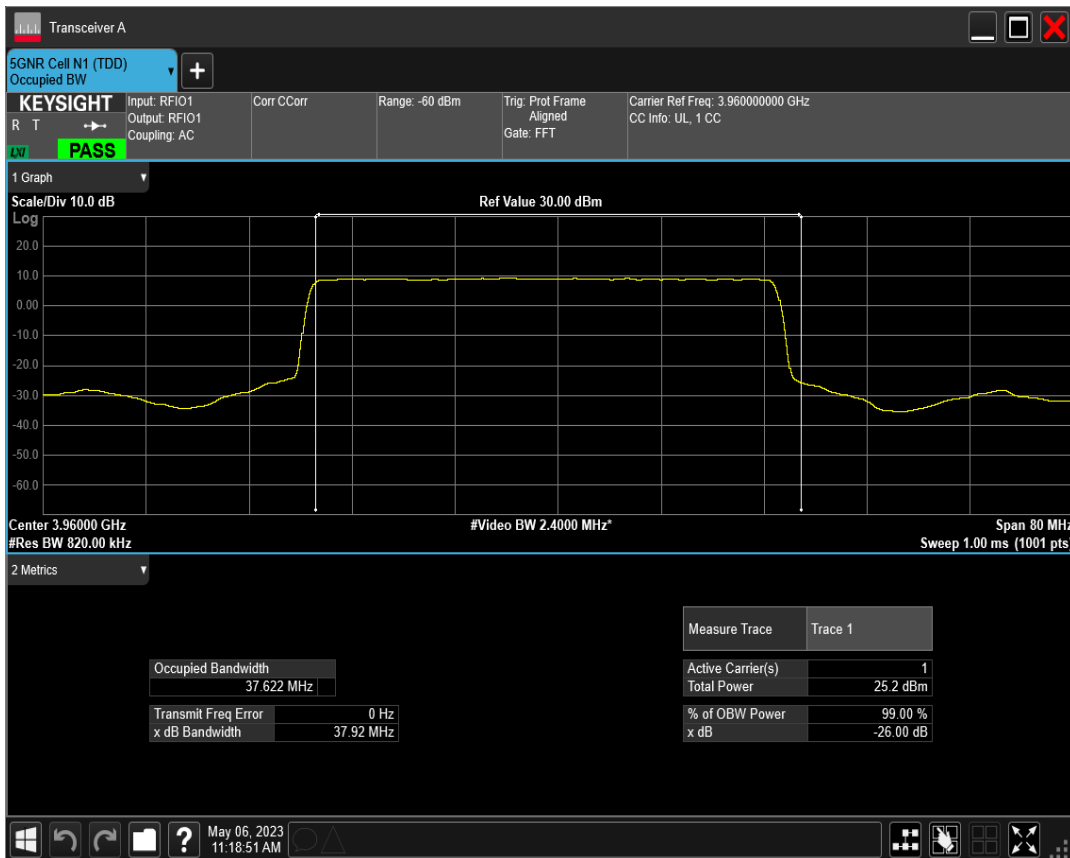 Transceiver A
5GNR Cell N1 (TDD)
Occupied BW
KEYSIGHT
R T
LXI
PASS
Input: RFIO1
Output: RFIO1
Coupling: AC
Corr CCorr
Range: -60 dBm
Trig: Prot Frame
Aligned
Gate: FFT
Carrier Ref Freq: 3.960000000 GHz
CC Info: UL, 1 CC
1 Graph
Scale/Div 10.0 dB
Ref Value 30.00 dBm
Log
20.0
10.0
0.00
-10.0
-20.0
-30.0
-40.0
-50.0
-60.0
Center 3.96000 GHz
#Video BW 2.4000 MHz*
Span 80 MHz
#Res BW 820.00 kHz
Sweep 1.00 ms (1001 pts)
2 Metrics
Measure Trace Trace 1
Occupied Bandwidth
37.622 MHz
Active Carrier(s) 1
Total Power 25.2 dBm
Transmit Freq Error 0 Hz
x dB Bandwidth 37.92 MHz
% of OBW Power 99.00 %
x dB -26.00 dB
?
May 06, 2023
11:18:51 AM